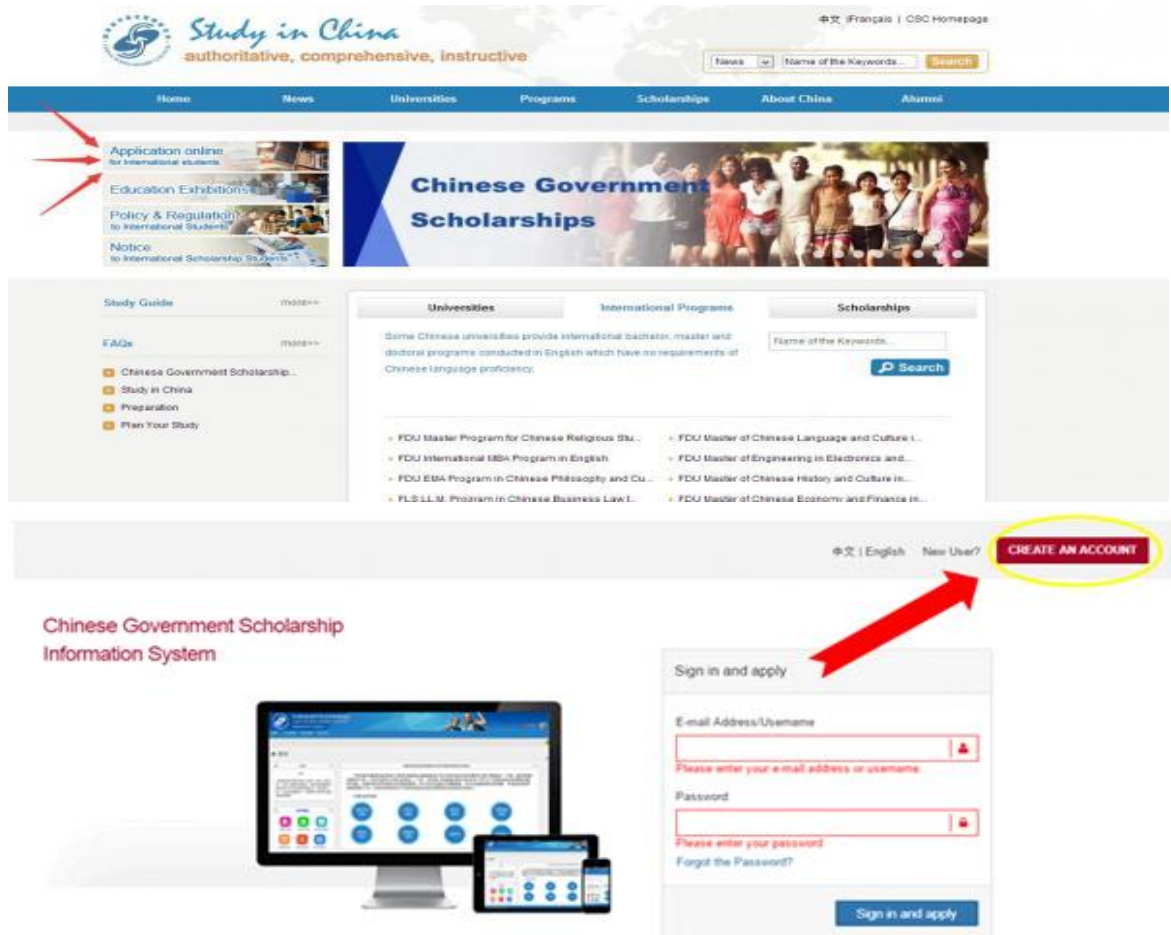 中文 |Français | CSC Homepage
Study in China
authoritative, comprehensive, instructive
News Name of the Keywords... Search
Home News Universities Programs Scholarships About China Alumni
Application online
for International students
Education Exhibitions
Policy & Regulation
to International Students
Notice
to International Scholarship Students
Chinese Government
Scholarships
Study Guide more>>
FAQs more>>
Chinese Government Scholarship...
Study in China
Preparation
Plan Your Study
Universities International Programs Scholarships
Some Chinese universities provide international bachelor, master and
doctoral programs conducted in English which have no requirements of
Chinese language proficiency.
Name of the Keywords...
Search
FDU Master Program for Chinese Religious Stu...
FDU Master of Chinese Language and Culture i...
FDU International MBA Program in English
FDU Master of Engineering in Electronics and...
FDU EMA Program in Chinese Philosophy and Cu...
FDU Master of Chinese History and Culture in...
FLS LL.M. Program in Chinese Business Law t...
FDU Master of Chinese Economy and Finance in...
中文 | English New User? CREATE AN ACCOUNT
Chinese Government Scholarship
Information System
Sign in and apply
E-mail Address/Username
Please enter your e-mail address or username
Password
Please enter your password
Forgot the Password?
Sign in and apply